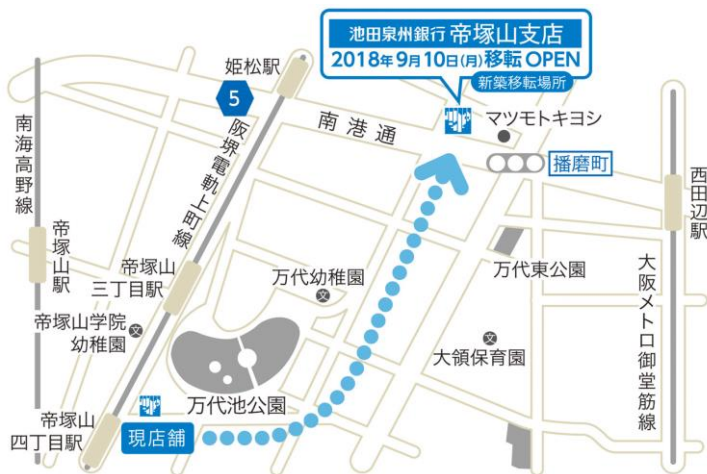 池田泉州銀行 帝塚山支店
2018年9月10日(月)移転OPEN
新築移転場所
姫松駅
5
南港通
マツモトキヨシ
播磨町
南海高野線
阪堺電軌上町線
西田辺駅
帝塚山駅
帝塚山
三丁目駅
万代幼稚園
文
万代東公園
大阪メトロ御堂筋線
帝塚山学院
幼稚園
文
文
大領保育園
万代池公園
帝塚山
四丁目駅
現店舗